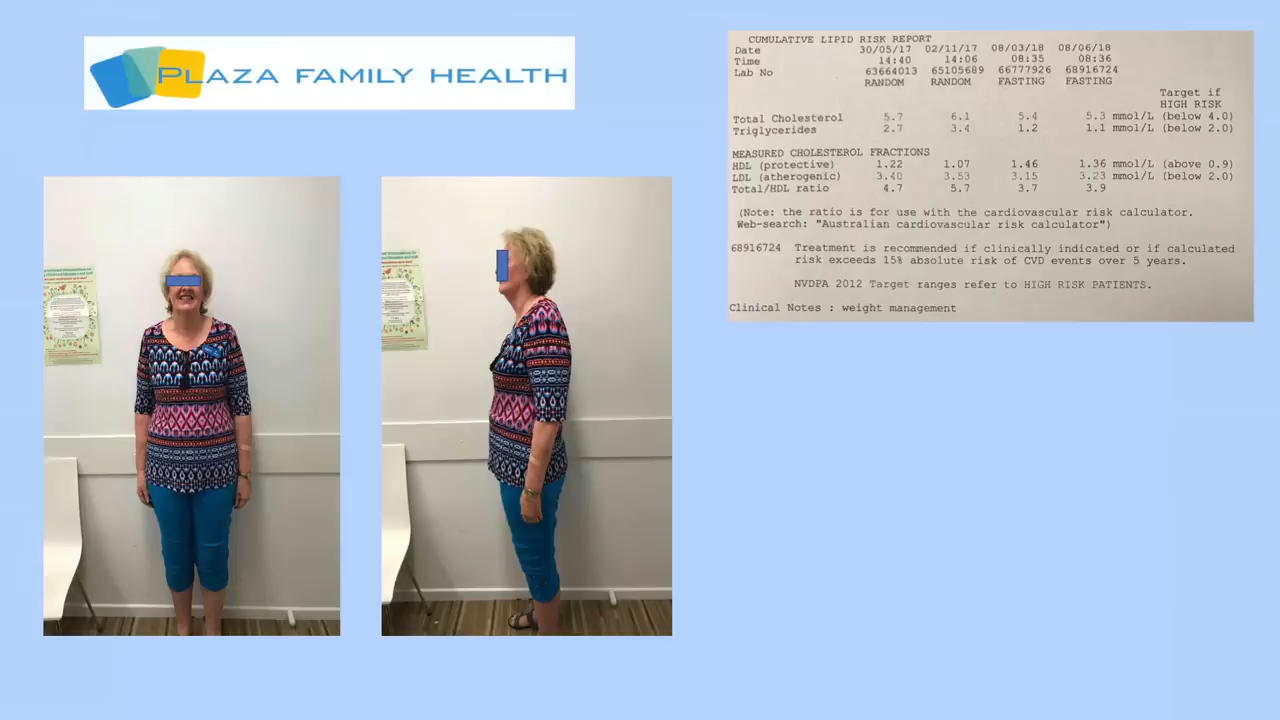 PLAZA FAMILY HEALTH
CUMULATIVE LIPID RISK REPORT
Date 30/05/17 02/11/17 08/03/18 08/06/18
Time 14:40 14:06 08:35 08:36
Lab No 63664013 65105689 66777926 68916724
RANDOM RANDOM FASTING FASTING
Target if
HIGH RISK
Total Cholesterol 5.7 6.1 5.4 5.3 mmol/L (below 4.0)
Triglycerides 2.7 3.4 1.2 1.1 mmol/L (below 2.0)
MEASURED CHOLESTEROL FRACTIONS
HDL (protective) 1.22 1.07 1.46 1.36 mmol/L (above 0.9)
LDL (atherogenic) 3.40 3.53 3.15 3.23 mmol/L (below 2.0)
Total/HDL ratio 4.7 5.7 3.7 3.9
(Note: the ratio is for use with the cardiovascular risk calculator.
Web-search: "Australian cardiovascular risk calculator")
68916724 Treatment is recommended if clinically indicated or if calculated
risk exceeds 15% absolute risk of CVD events over 5 years.
NVDPA 2012 Target ranges refer to HIGH RISK PATIENTS.
Clinical Notes : weight management